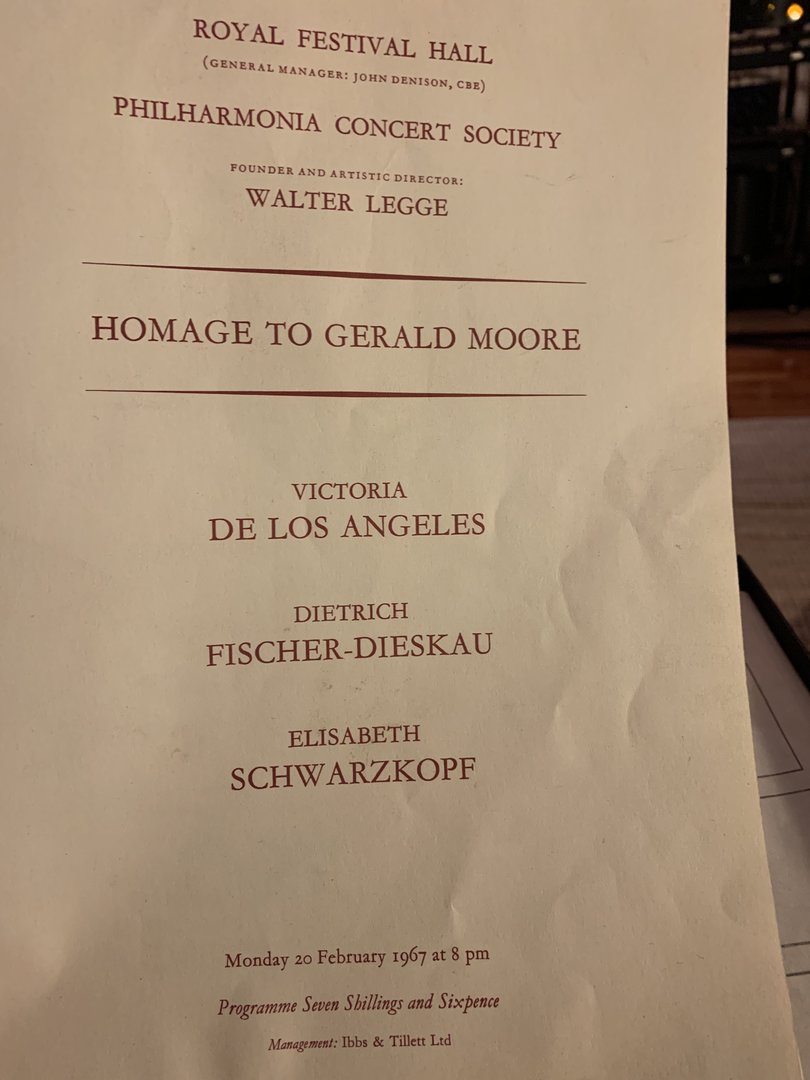 ROYAL FESTIVAL HALL
(GENERAL MANAGER: JOHN DENISON, CBE)
PHILHARMONIA CONCERT SOCIETY
FOUNDER AND ARTISTIC DIRECTOR:
WALTER LEGGE
HOMAGE TO GERALD MOORE
VICTORIA
DE LOS ANGELES
DIETRICH
FISCHER-DIESKAU
ELISABETH
SCHWARZKOPF
Monday 20 February 1967 at 8 pm
Programme Seven Shillings and Sixpence
Management: Ibbs & Tillett Ltd